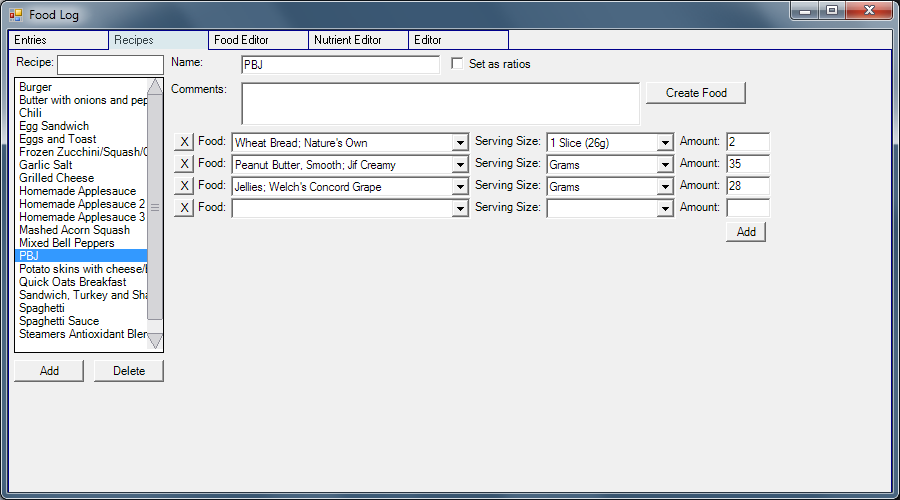 Food Log
Entries Recipes Food Editor Nutrient Editor Editor
Recipe: Name: PBJ Set as ratios
Comments: Create Food
Burger
Butter with onions and pep
Chili
Egg Sandwich
Eggs and Toast
Frozen Zucchini/Squash/
Garlic Salt
Grilled Cheese
Homemade Applesauce
Homemade Applesauce 2
Homemade Applesauce 3
Mashed Acorn Squash
Mixed Bell Peppers
PBJ
Potato skins with cheese/
Quick Oats Breakfast
Sandwich, Turkey and Sha
Spaghetti
Spaghetti Sauce
Steamers Antioxidant Blen
Add Delete
X Food: Wheat Bread; Nature's Own Serving Size: 1 Slice (26g) Amount: 2
X Food: Peanut Butter, Smooth; Jif Creamy Serving Size: Grams Amount: 35
X Food: Jellies; Welch's Concord Grape Serving Size: Grams Amount: 28
X Food: Serving Size: Amount:
Add